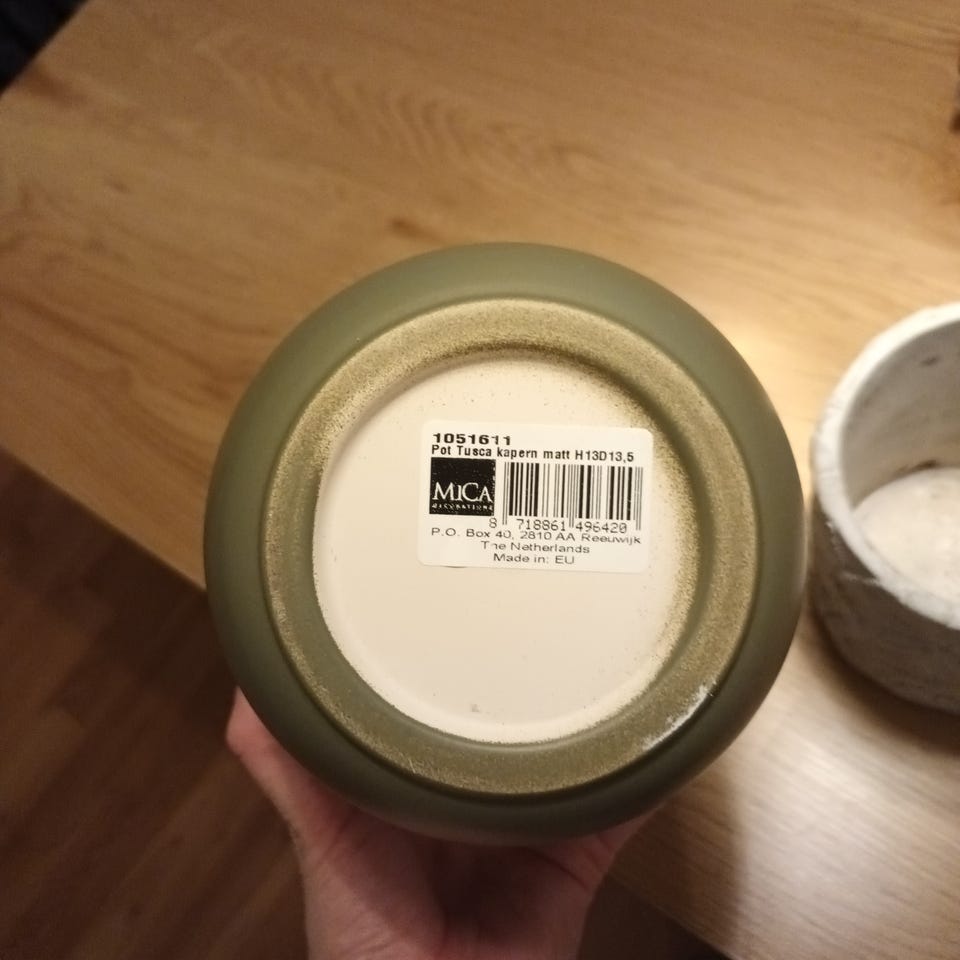 1051611
Pot Tusca kapern matt H13D13,5
MiCA
DECORATIONS
8 718861 496420
P.O. Box 40, 2810 AA Reeuwijk
The Netherlands
Made in: EU